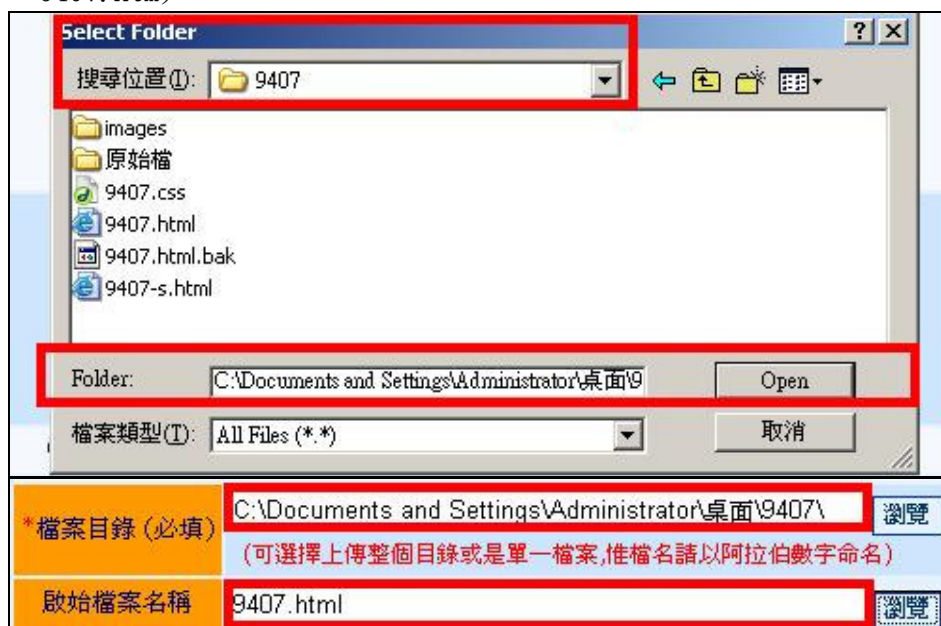 Select Folder
搜尋位置(I): 9407
images
原始檔
9407.css
9407.html
9407.html.bak
9407-s.html
Folder: C:\Documents and Settings\Administrator\桌面\9 Open
檔案類型(T): All Files (*.*) 取消
*檔案目錄 (必填) C:\Documents and Settings\Administrator\桌面\9407\ 瀏覽
(可選擇上傳整個目錄或是單一檔案,惟檔名請以阿拉伯數字命名)
啟始檔案名稱 9407.html 瀏覽